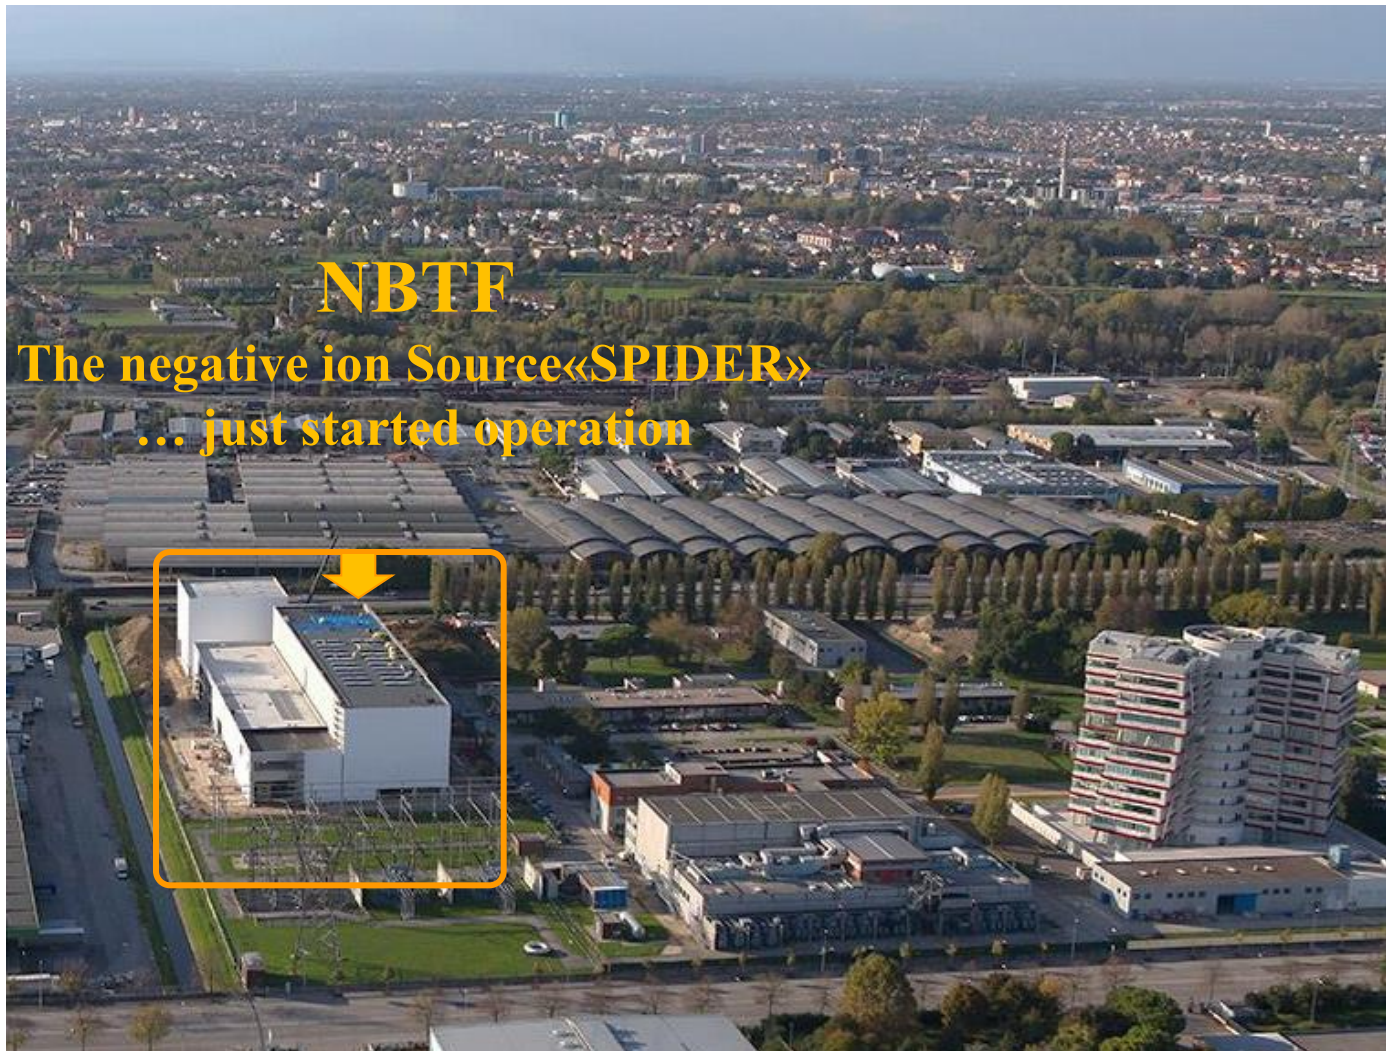 NBTF
The negative ion Source«SPIDER»
… just started operation